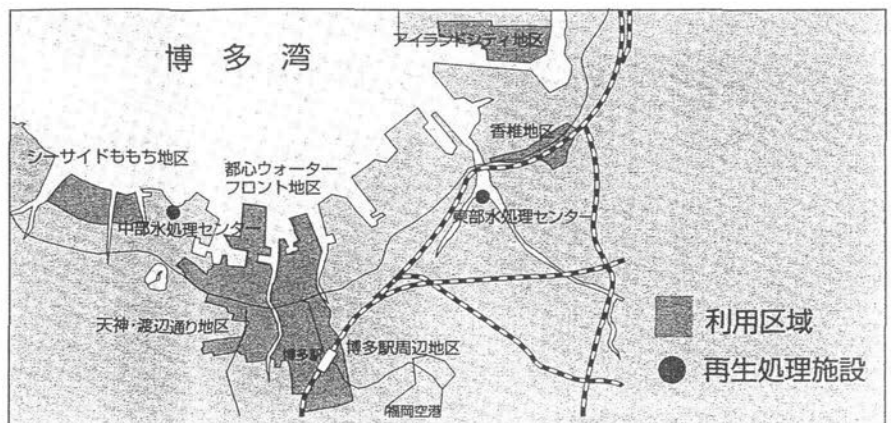 博多湾
アイランドシティ地区
香椎地区
シーサイドももち地区
都心ウォーター
フロント地区
中部水処理センター
東部水処理センター
天神・渡辺通り地区
博多駅
博多駅周辺地区
福岡空港
利用区域
再生処理施設